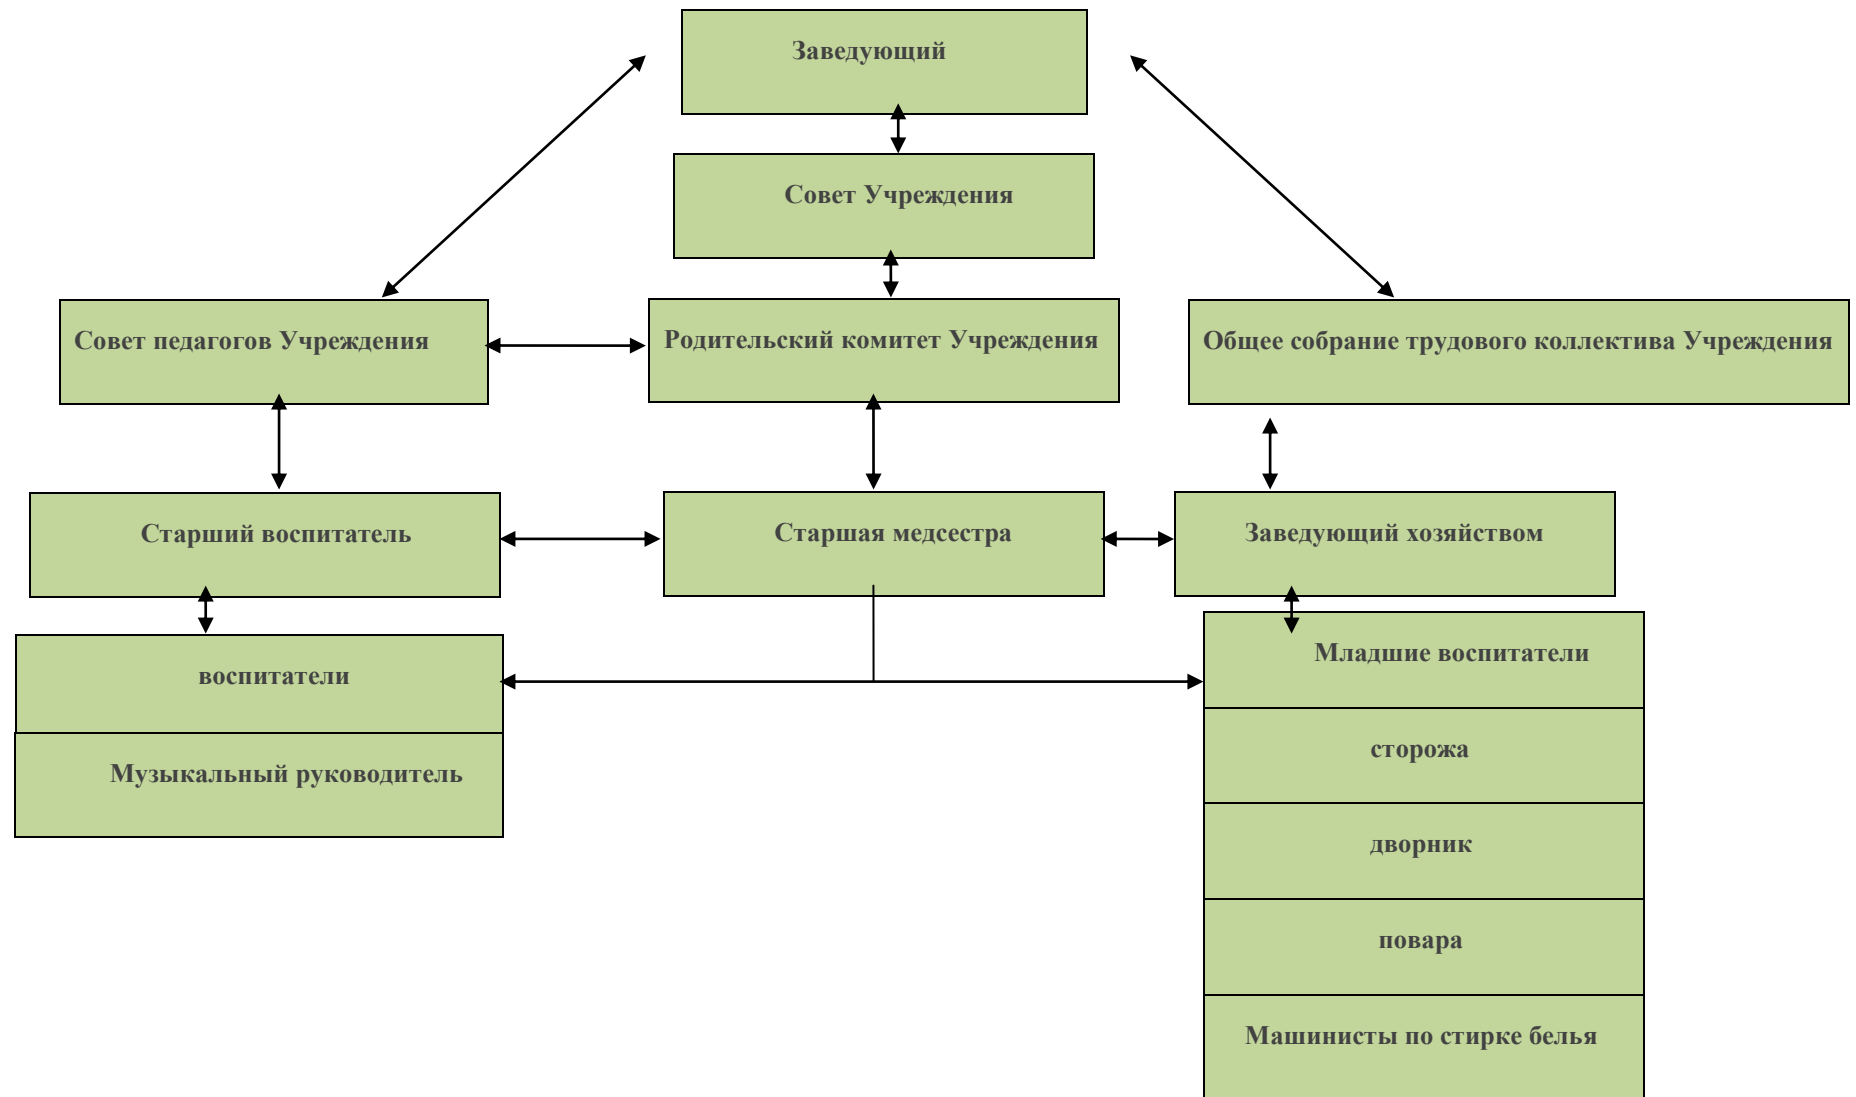 Заведующий
Совет Учреждения
Совет педагогов Учреждения
Родительский комитет Учреждения
Общее собрание трудового коллектива Учреждения
Старший воспитатель
Старшая медсестра
Заведующий хозяйством
воспитатели
Музыкальный руководитель
Младшие воспитатели
сторожа
дворник
повара
Машинисты по стирке белья